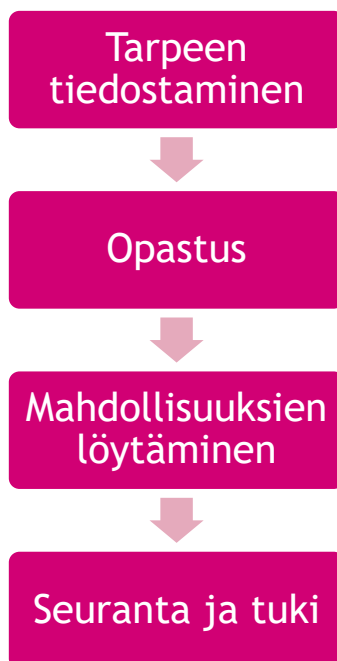 Tarpeen
tiedostaminen
Opastus
Mahdollisuuksien
löytäminen
Seuranta ja tuki